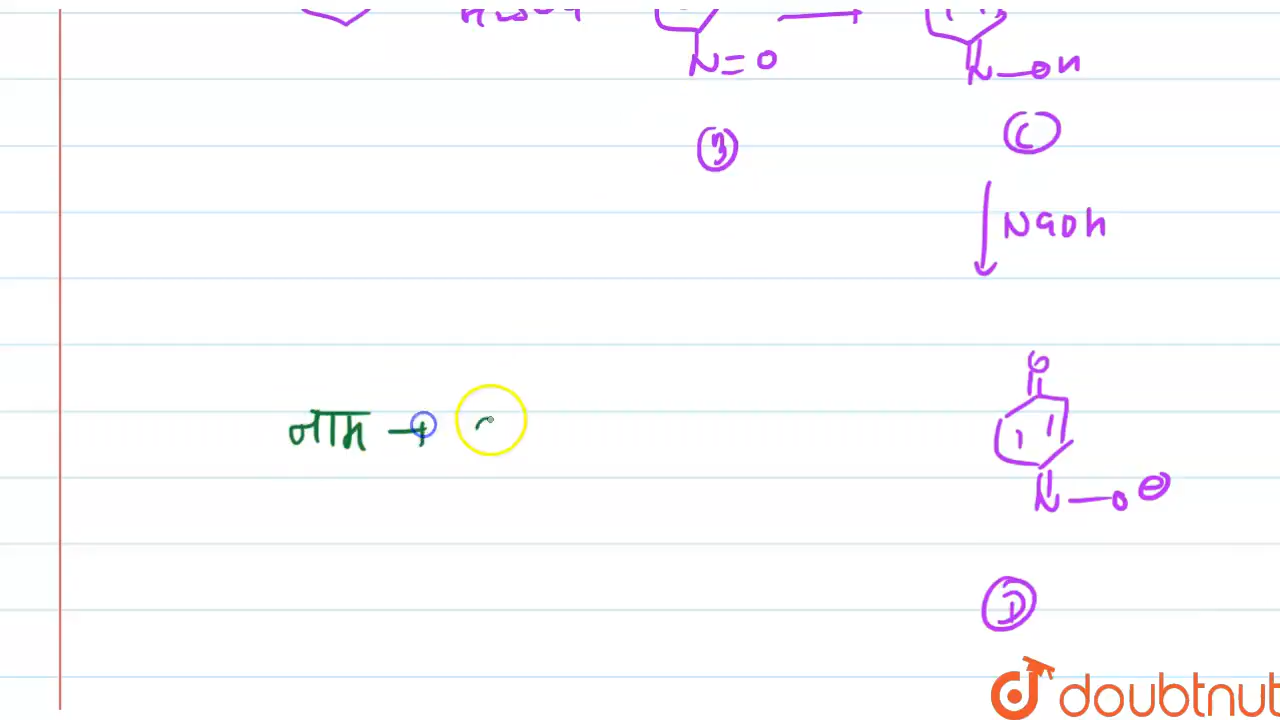 N=O
N—OH
B
C
NaOH
O
नाम →
N—O⊖
D
doubtnut